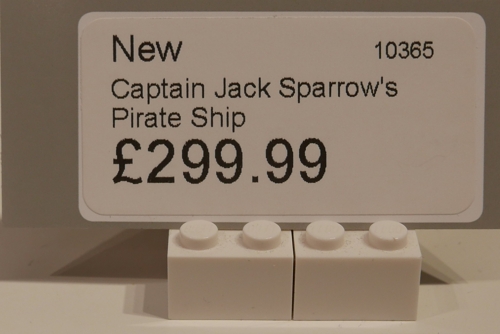 New 10365
Captain Jack Sparrow's
Pirate Ship
£299.99